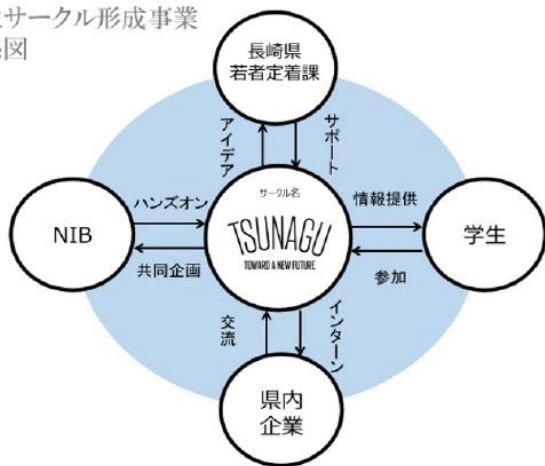 サークル形成事業
図
長崎県
若者定着課
アイデア
サポート
NIB
ハンズオン
共同企画
サークル名
TSUNAGU
TOWARD A NEW FUTURE
情報提供
参加
学生
交流
インターン
県内
企業